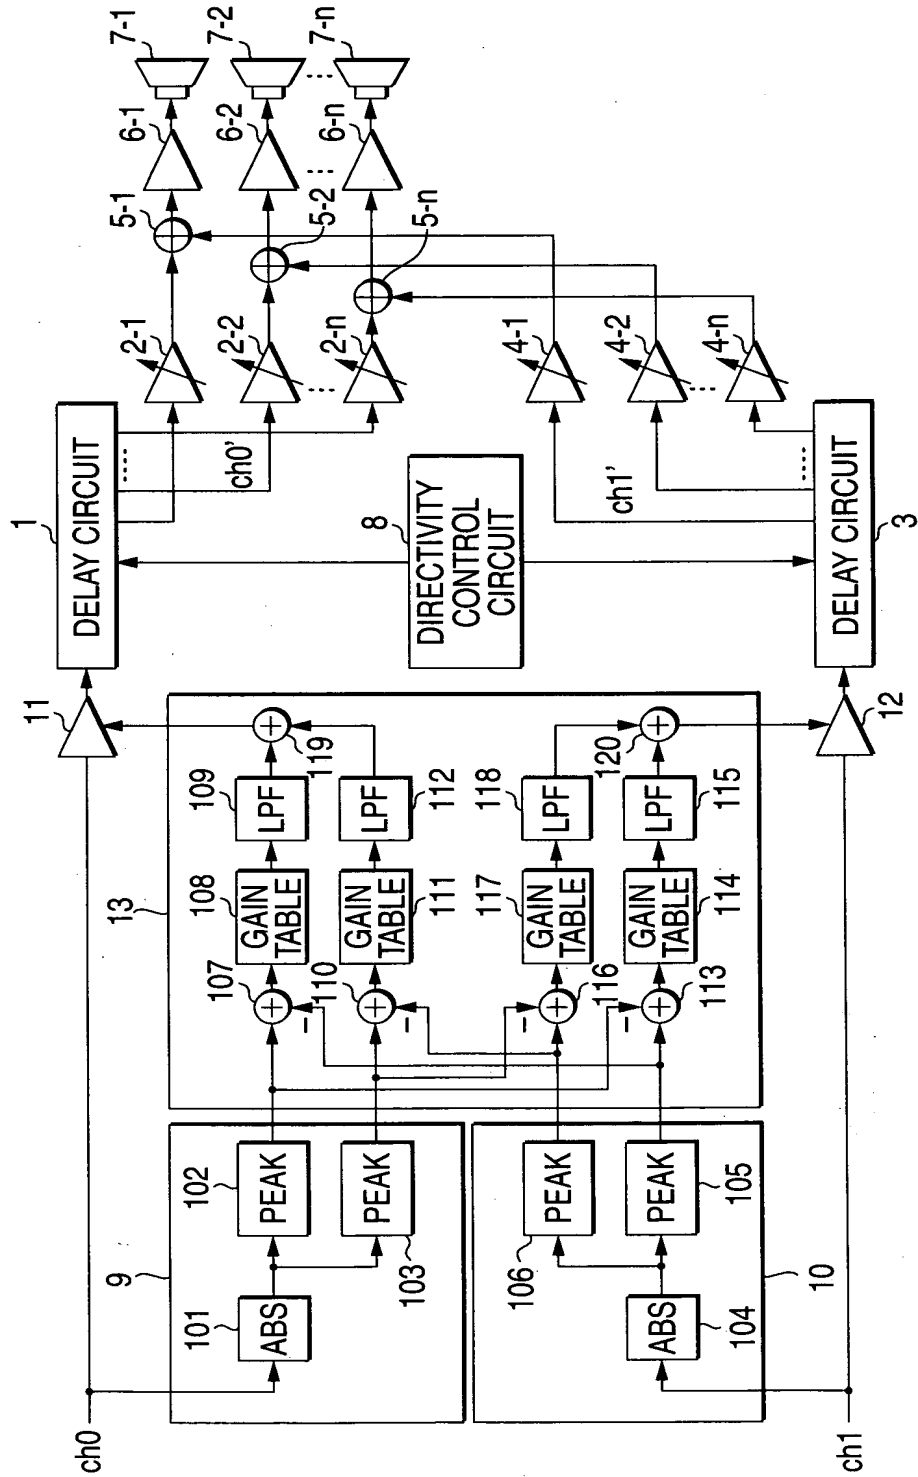 ch0
11
1
DELAY CIRCUIT
2-1
5-1
6-1
7-1
2-2
5-2
6-2
7-2
2-n
5-n
6-n
7-n
ch0'
8
DIRECTIVITY
CONTROL
CIRCUIT
9
101
ABS
102
PEAK
PEAK
103
13
107
108
GAIN
TABLE
109
LPF
119
110
GAIN
TABLE
111
LPF
112
–
–
106
PEAK
116
–
117
GAIN
TABLE
118
LPF
120
104
ABS
105
PEAK
113
–
GAIN
TABLE
114
LPF
115
10
ch1'
4-1
4-2
4-n
ch1
12
DELAY CIRCUIT
3